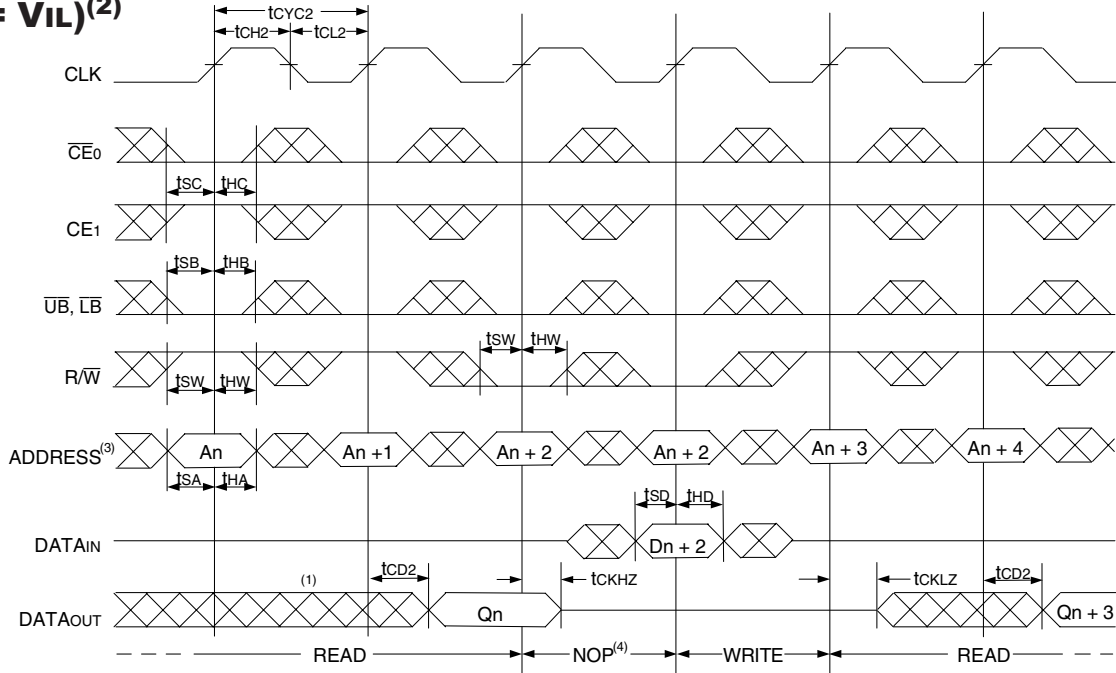 = VIL)(2)
tCYC2
tCH2 tCL2
CLK
CE0
tSC tHC
CE1
tSB tHB
UB, LB
tSW tHW
R/W
tSW tHW
ADDRESS(3) An An +1 An + 2 An + 2 An + 3 An + 4
tSA tHA
tSD tHD
DATAIN Dn + 2
(1) tCD2 tCKHZ tCKLZ tCD2
DATAOUT Qn Qn + 3
READ NOP(4) WRITE READ